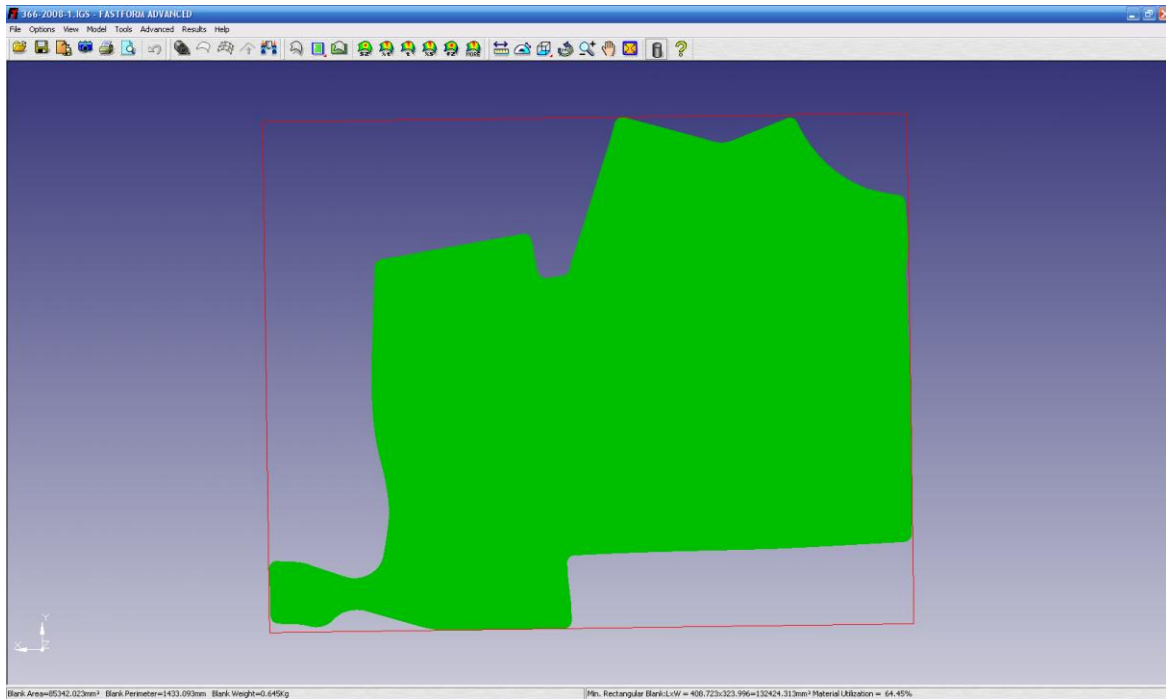 366-2008-1.IGS - FASTFORM ADVANCED
File Options View Model Tools Advanced Results Help
Y
X Z
Blank Area=85342.023mm² Blank Perimeter=1433.093mm Blank Weight=0.645Kg
Min. Rectangular Blank:LxW = 408.723x323.996=132424.313mm² Material Utilization = 64.45%